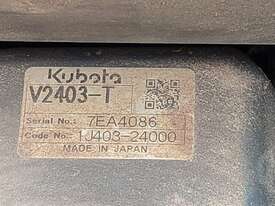 Kubota
V2403-T
Serial No.: 7EA4086
Code No.: 1J403-24000
MADE IN JAPAN